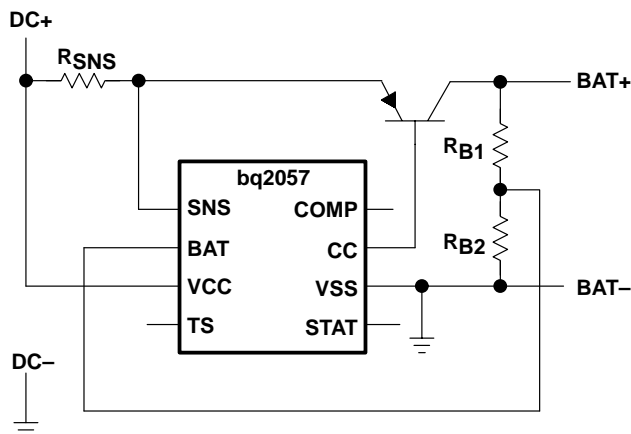 DC+
RSNS
BAT+
RB1
bq2057
SNS
COMP
BAT
CC
RB2
VCC
VSS
BAT–
TS
STAT
DC–